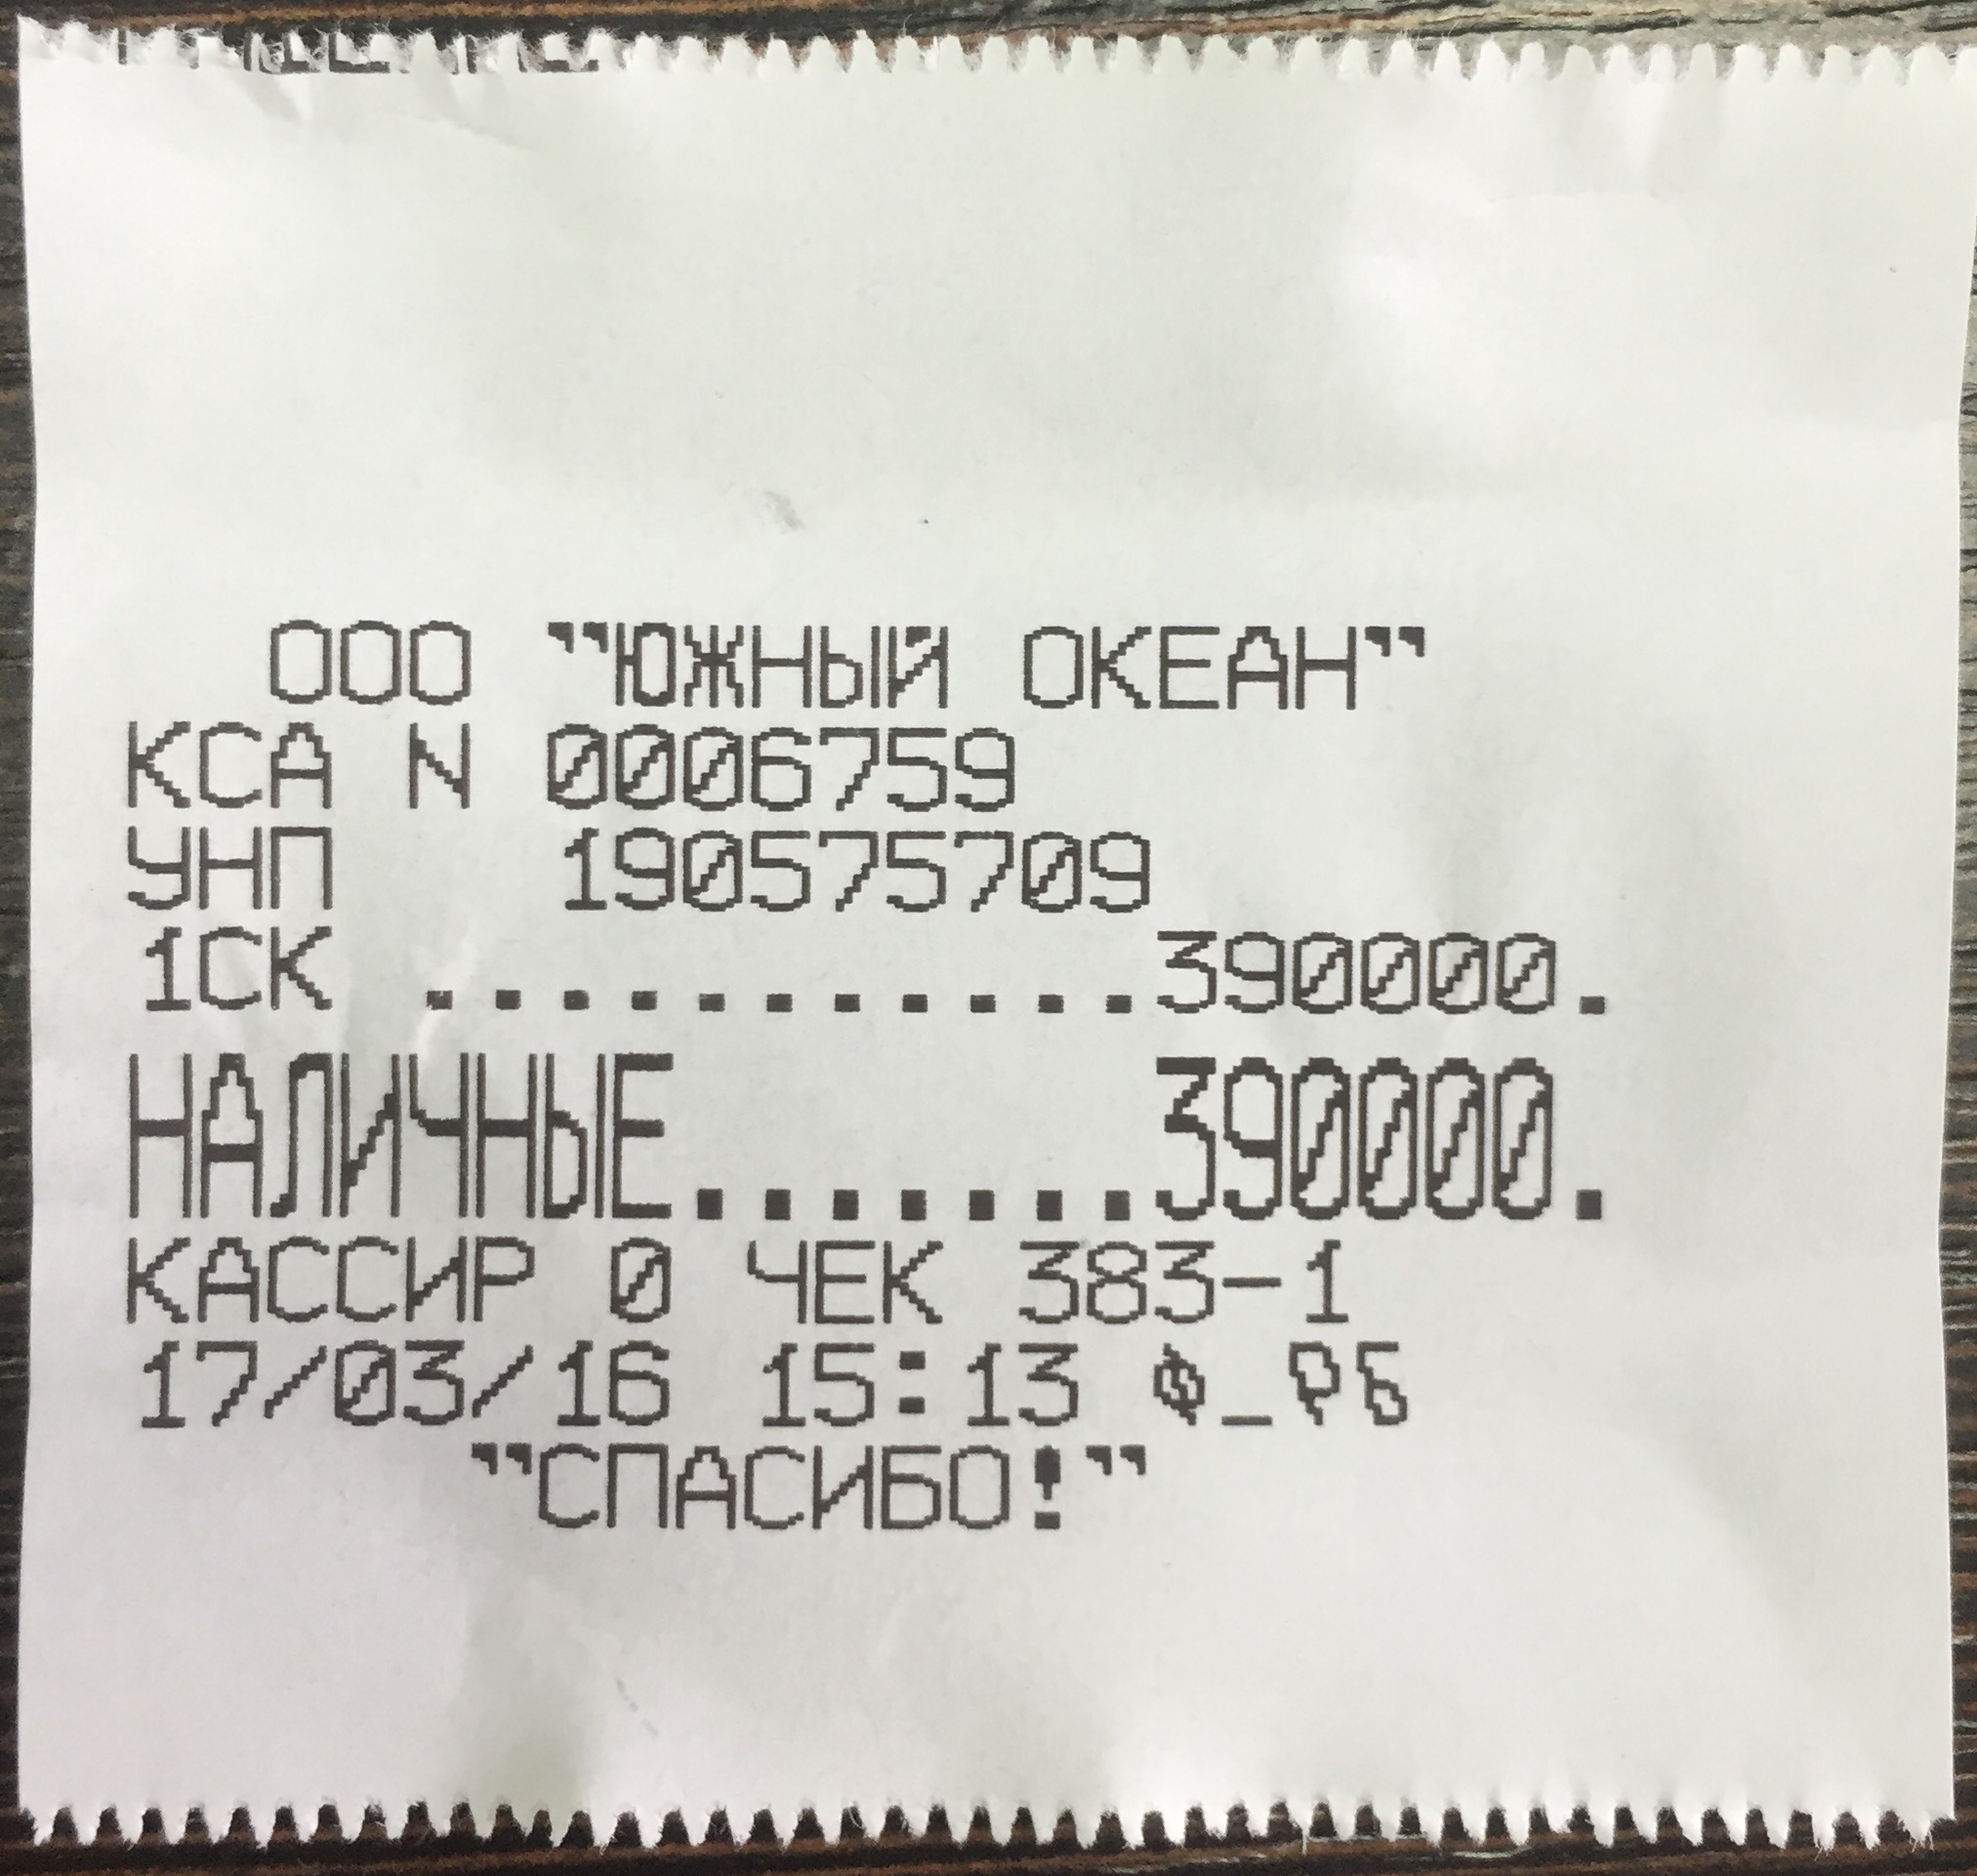 ООО "ЮЖНЫЙ ОКЕАН"
КСА N 0006759
УНП 190575709
1СК ...........390000.
НАЛИЧНЫЕ.......390000.
КАССИР 0 ЧЕК 383-1
17/03/16 15:13
"СПАСИБО!"